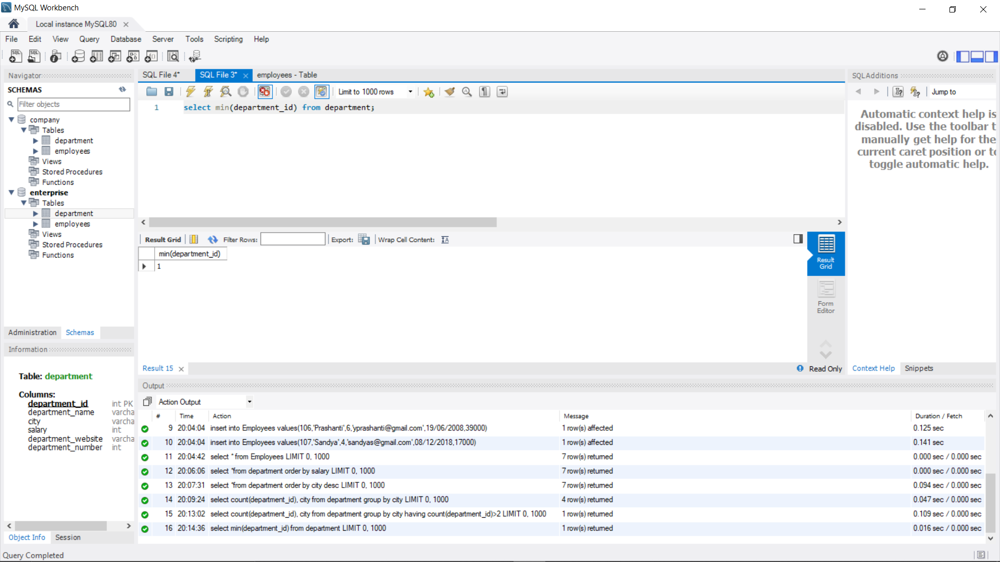 MySQL Workbench
Local instance MySQL80
File Edit View Query Database Server Tools Scripting Help
Navigator
SCHEMAS
Filter objects
company
Tables
department
employees
Views
Stored Procedures
Functions
enterprise
Tables
department
employees
Views
Stored Procedures
Functions
Administration Schemas
Information
Table: department
Columns:
department_id int PK
department_name varcha
city varcha
salary int
department_website varcha
department_number int
Object Info Session
Query Completed
SQL File 4* SQL File 3* employees - Table
Limit to 1000 rows
1 select min(department_id) from department;
Result Grid Filter Rows: Export: Wrap Cell Content:
min(department_id)
1
Result Grid
Form Editor
Result 15
Read Only
SQLAdditions
Jump to
Automatic context help is
disabled. Use the toolbar t
manually get help for the
current caret position or to
toggle automatic help.
Context Help Snippets
Output
Action Output
# Time Action Message Duration / Fetch
9 20:04:04 insert into Employees values(106,'Prashanti',6,'yprashanti@gmail.com',19/06/2008,39000) 1 row(s) affected 0.125 sec
10 20:04:04 insert into Employees values(107,'Sandya',4,'sandyas@gmail.com',08/12/2018,17000) 1 row(s) affected 0.141 sec
11 20:04:42 select * from Employees LIMIT 0, 1000 7 row(s) returned 0.000 sec / 0.000 sec
12 20:06:06 select *from department order by salary LIMIT 0, 1000 7 row(s) returned 0.000 sec / 0.000 sec
13 20:07:31 select *from department order by city desc LIMIT 0, 1000 7 row(s) returned 0.094 sec / 0.000 sec
14 20:09:24 select count(department_id), city from department group by city LIMIT 0, 1000 4 row(s) returned 0.047 sec / 0.000 sec
15 20:13:02 select count(department_id), city from department group by city having count(department_id)>2 LIMIT 0, 1000 1 row(s) returned 0.109 sec / 0.000 sec
16 20:14:36 select min(department_id) from department LIMIT 0, 1000 1 row(s) returned 0.016 sec / 0.000 sec